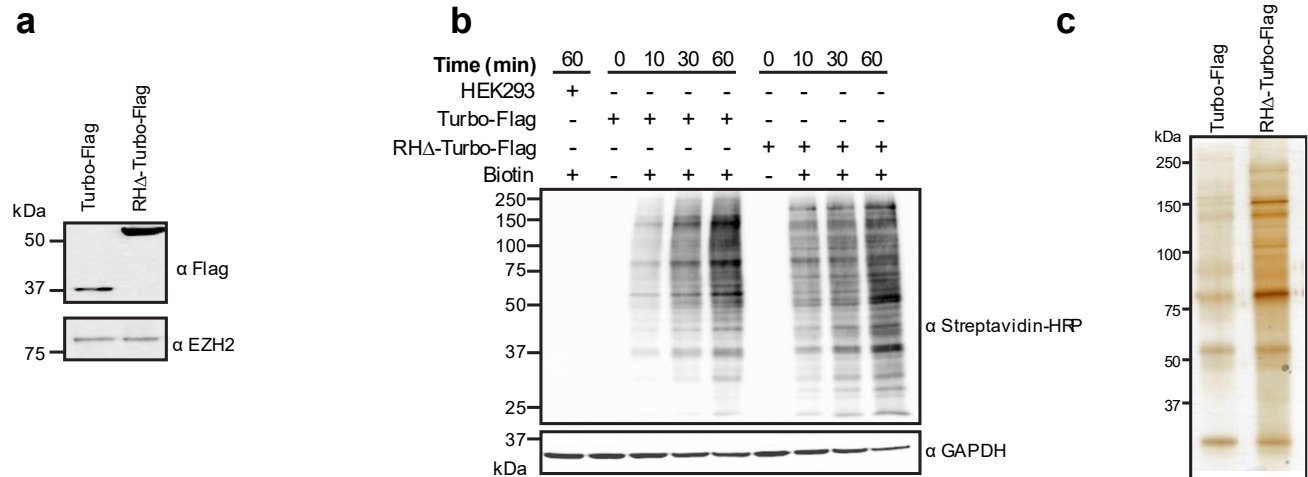 a
Turbo-Flag
RHΔ-Turbo-Flag
kDa
50
37
α Flag
75
α EZH2
b
Time (min) 60 0 10 30 60 0 10 30 60
HEK293 + - - - - - - - -
Turbo-Flag - + + + + - - - -
RHΔ-Turbo-Flag - - - - - + + + +
Biotin + - + + + - + + +
250
150
100
75
50
37
25
α Streptavidin-HRP
37
kDa
α GAPDH
c
Turbo-Flag
RHΔ-Turbo-Flag
kDa
250
150
100
75
50
37